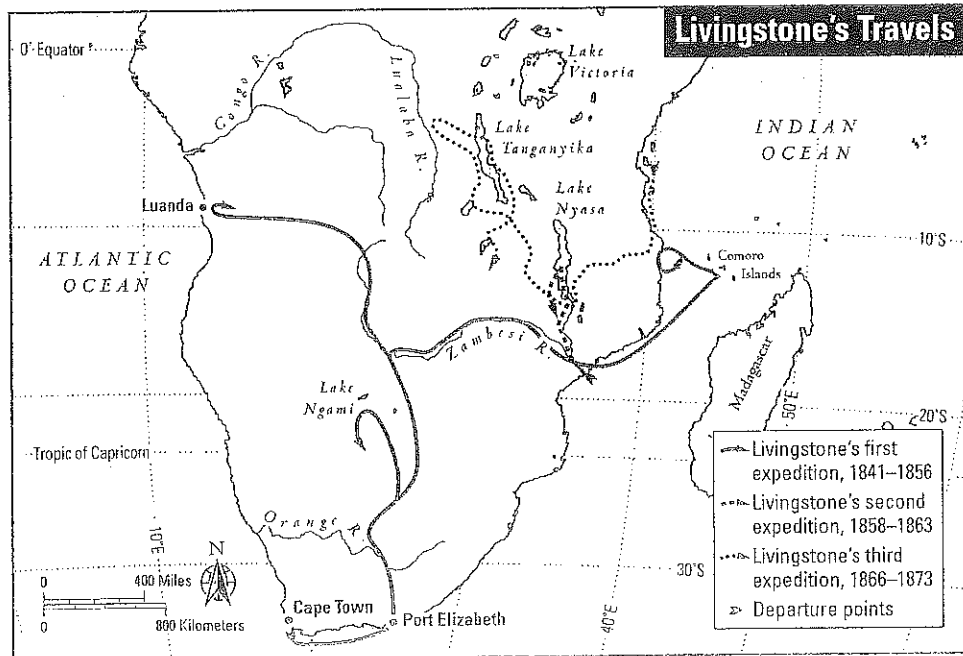 Livingstone's Travels
0° Equator
Congo R.
Lualaba R.
Lake
Victoria
Lake
Tanganyika
INDIAN
OCEAN
Luanda
Lake
Nyasa
10°S
ATLANTIC
OCEAN
Comoro
Islands
Zambesi R.
Madagascar
Lake
Ngami
50°E
20°S
Tropic of Capricorn
Livingstone's first
expedition, 1841–1856
Livingstone's second
expedition, 1858–1863
Livingstone's third
expedition, 1866–1873
Departure points
Orange R.
10°E
N
30°S
0 400 Miles
0 800 Kilometers
Cape Town
Port Elizabeth
40°E